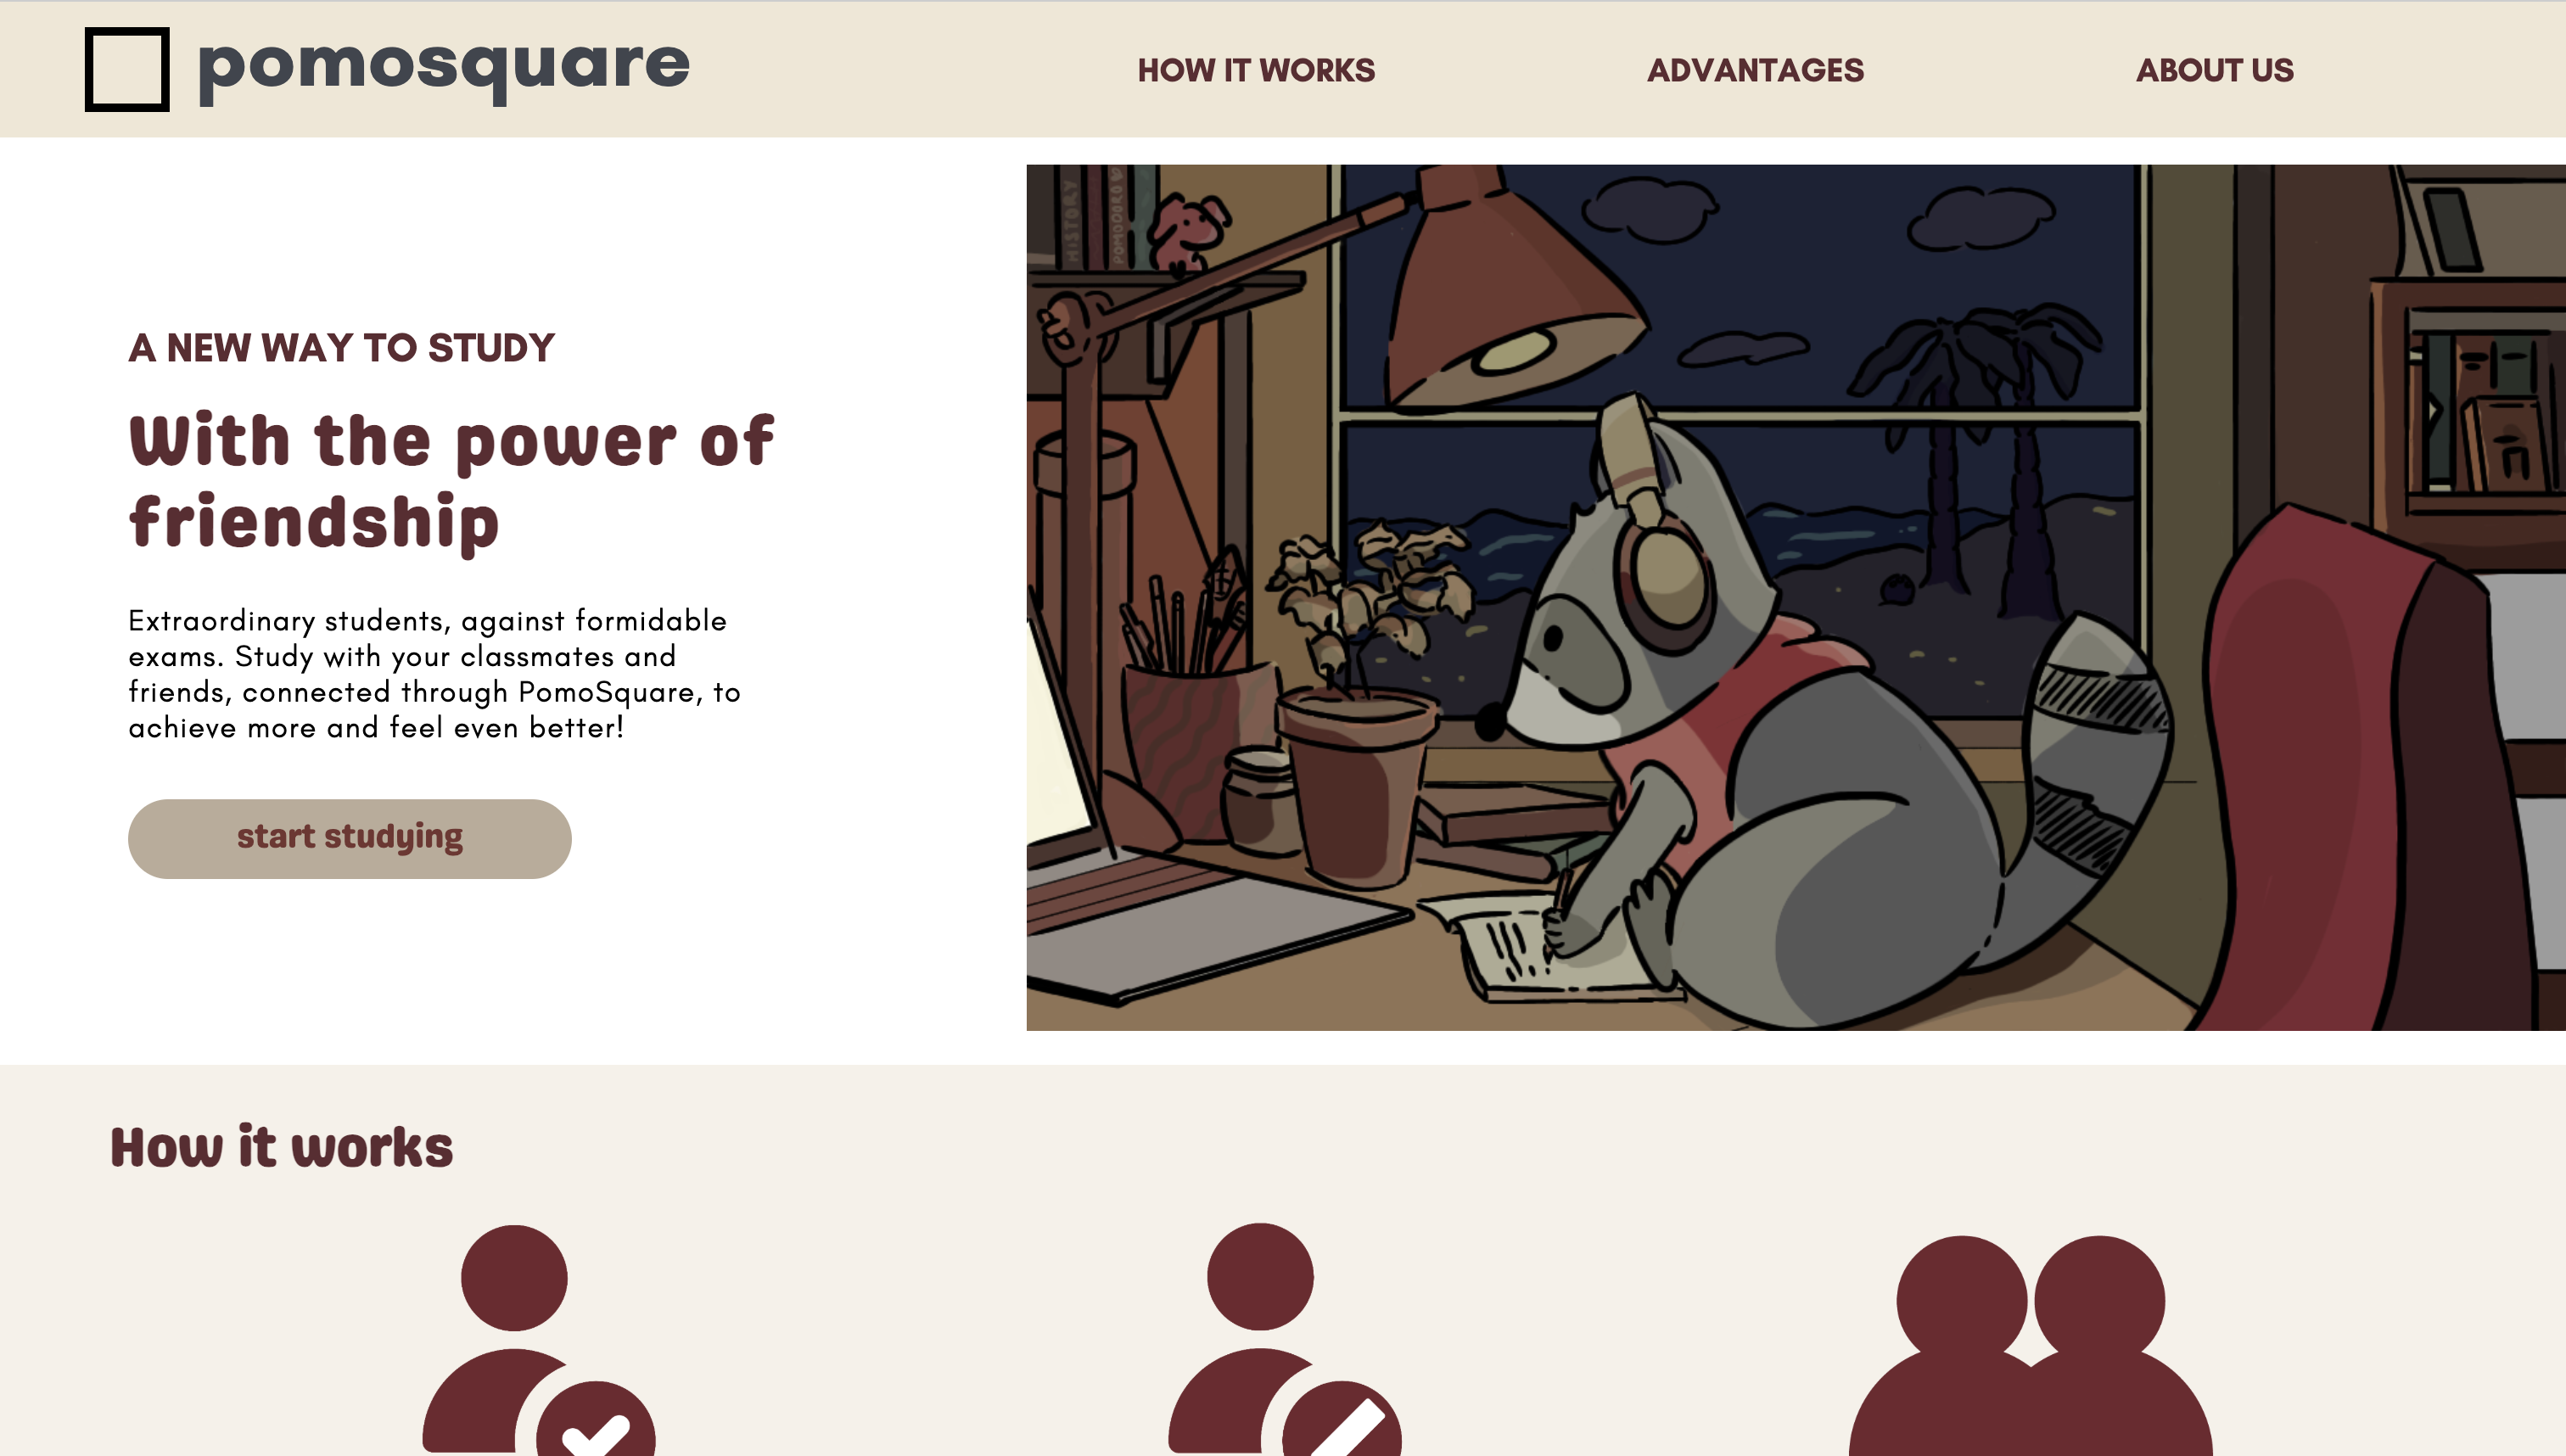 pomosquare
HOW IT WORKS
ADVANTAGES
ABOUT US
HISTORY
POMODORO
A NEW WAY TO STUDY
With the power of
friendship
Extraordinary students, against formidable
exams. Study with your classmates and
friends, connected through PomoSquare, to
achieve more and feel even better!
start studying
How it works